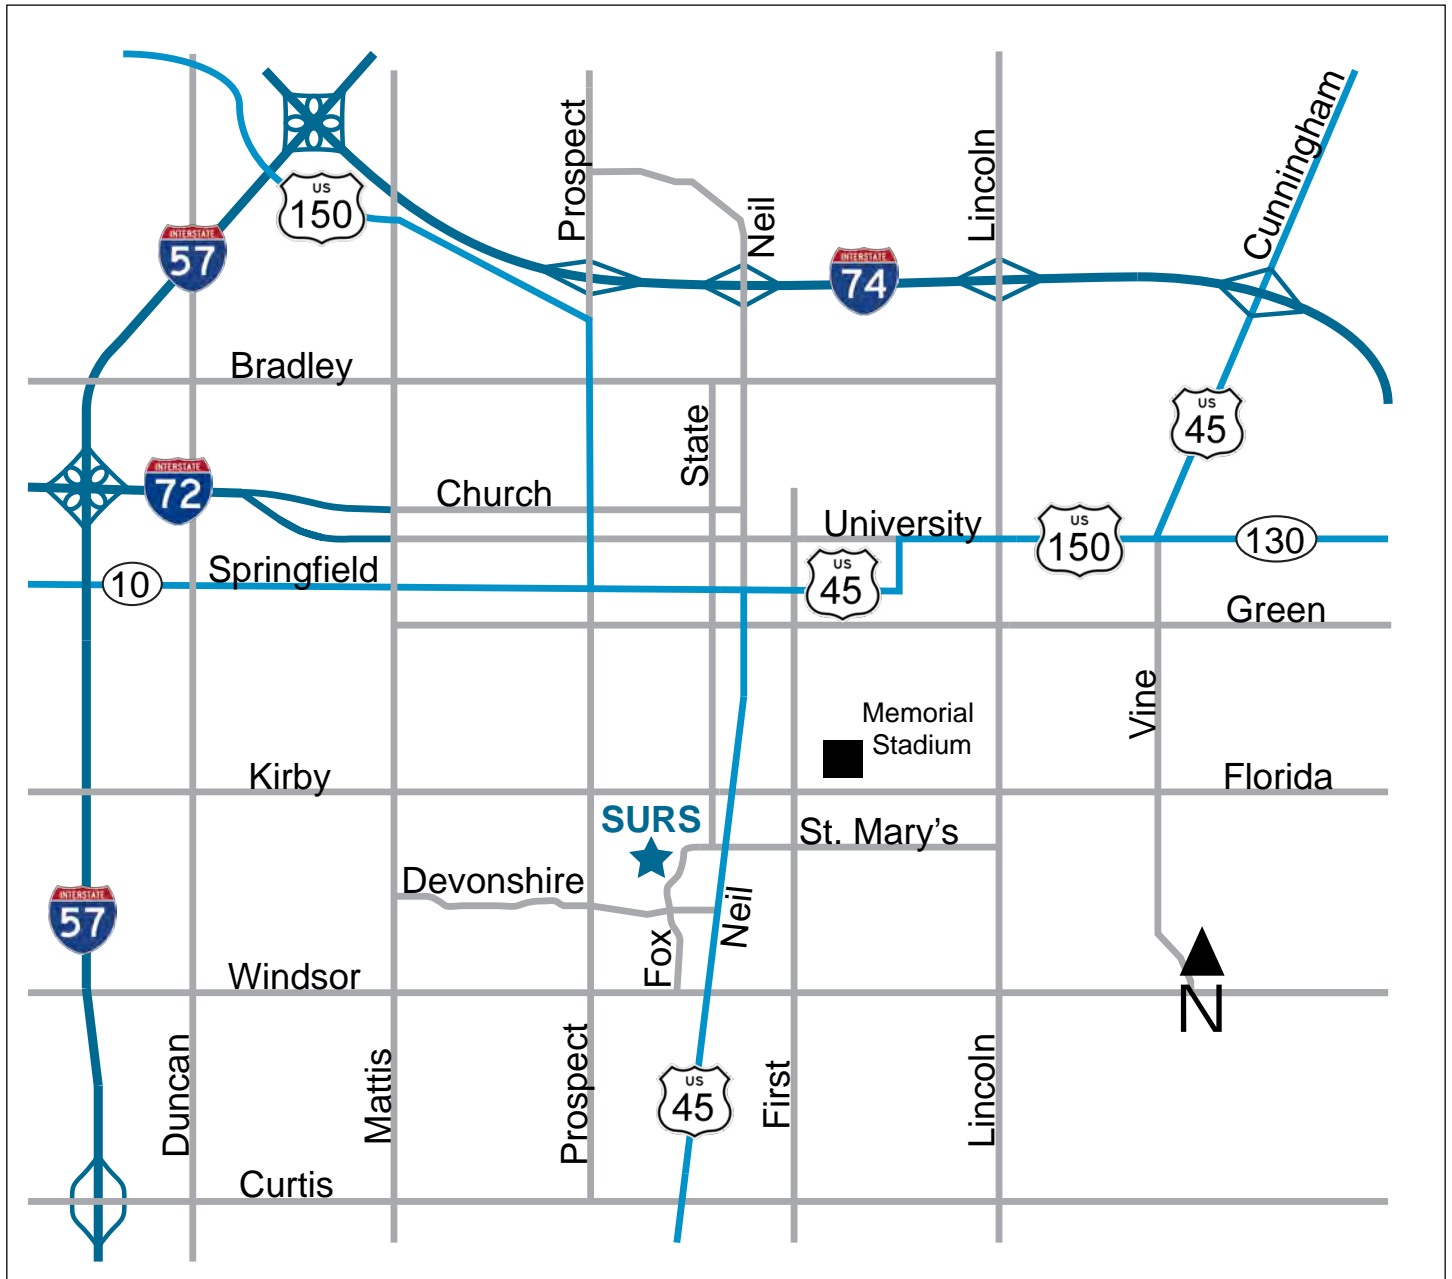 Prospect
Neil
Lincoln
Cunningham
US
150
INTERSTATE
57
INTERSTATE
74
Bradley
State
US
45
INTERSTATE
72
Church
University
US
150
130
10
Springfield
US
45
Green
Memorial
Stadium
Vine
Kirby
Florida
SURS
St. Mary's
Devonshire
INTERSTATE
57
Fox
Neil
Windsor
N
Duncan
Mattis
Prospect
US
45
First
Lincoln
Curtis